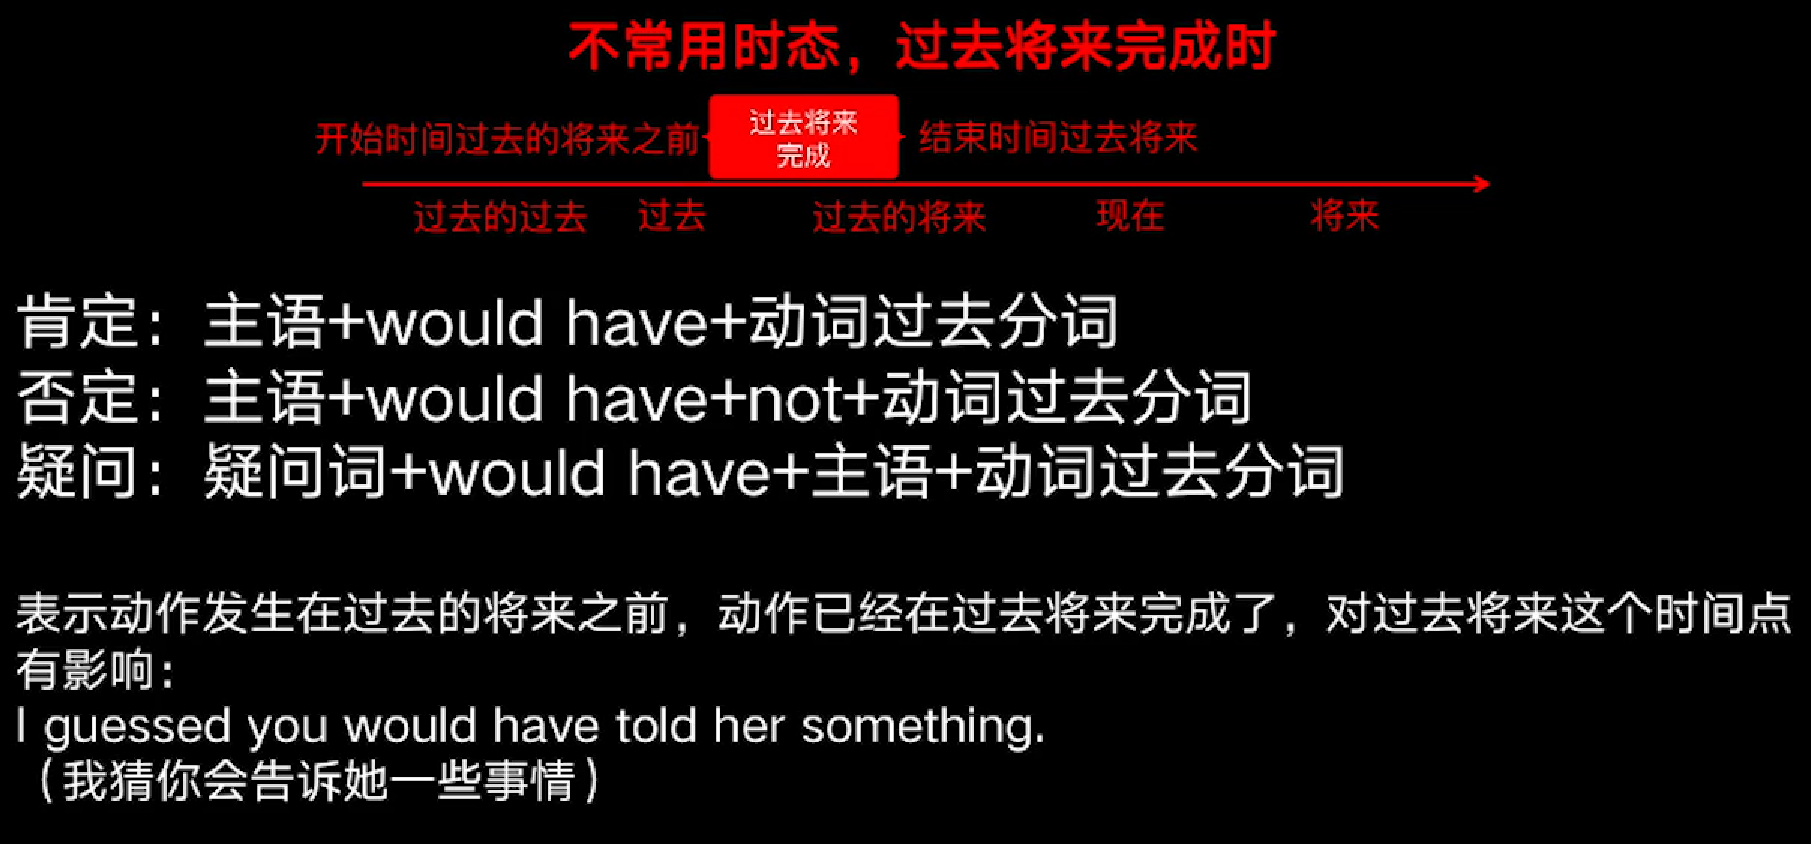 不常用时态，过去将来完成时
开始时间过去的将来之前
过去将来
完成
结束时间过去将来
过去的过去 过去 过去的将来 现在 将来
肯定：主语+would have+动词过去分词
否定：主语+would have+not+动词过去分词
疑问：疑问词+would have+主语+动词过去分词
表示动作发生在过去的将来之前，动作已经在过去将来完成了，对过去将来这个时间点
有影响：
I guessed you would have told her something.
（我猜你会告诉她一些事情）